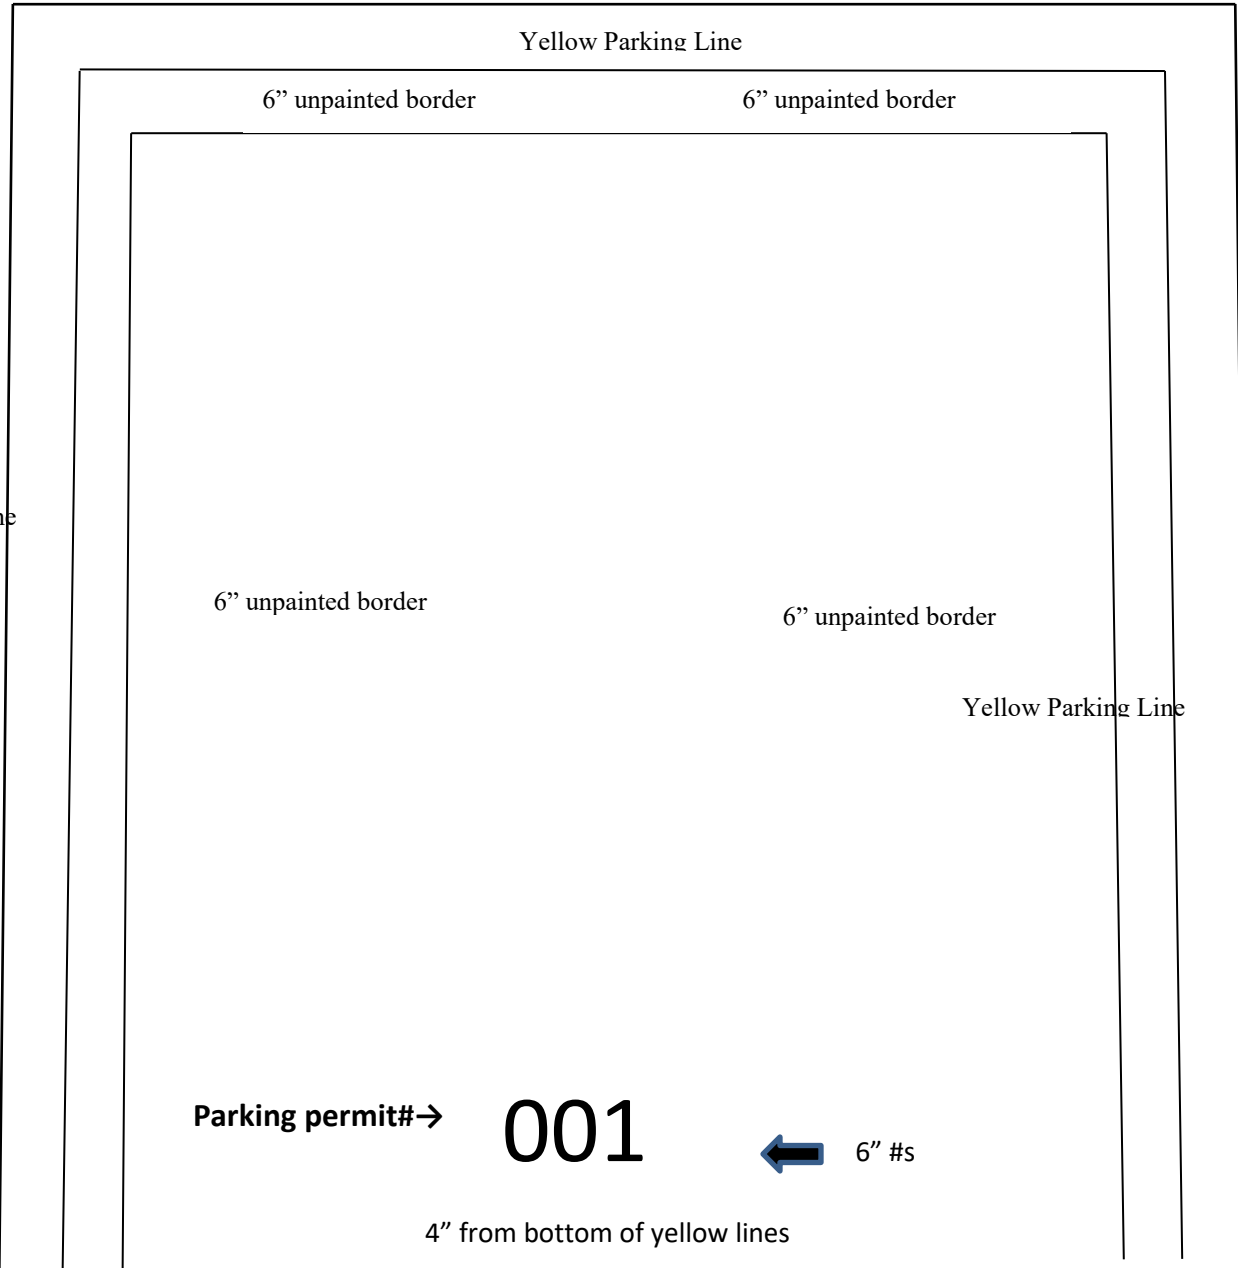 Yellow Parking Line
6” unpainted border 6” unpainted border
ne
6” unpainted border
6” unpainted border
Yellow Parking Line
Parking permit#→ 001
6” #s
4” from bottom of yellow lines